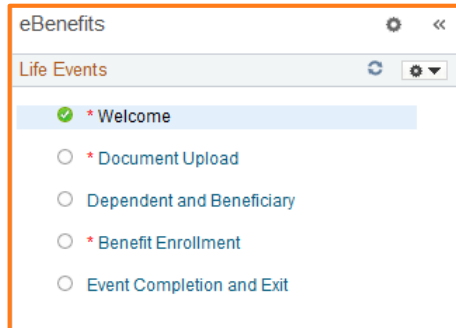 eBenefits
Life Events
* Welcome
* Document Upload
Dependent and Beneficiary
* Benefit Enrollment
Event Completion and Exit